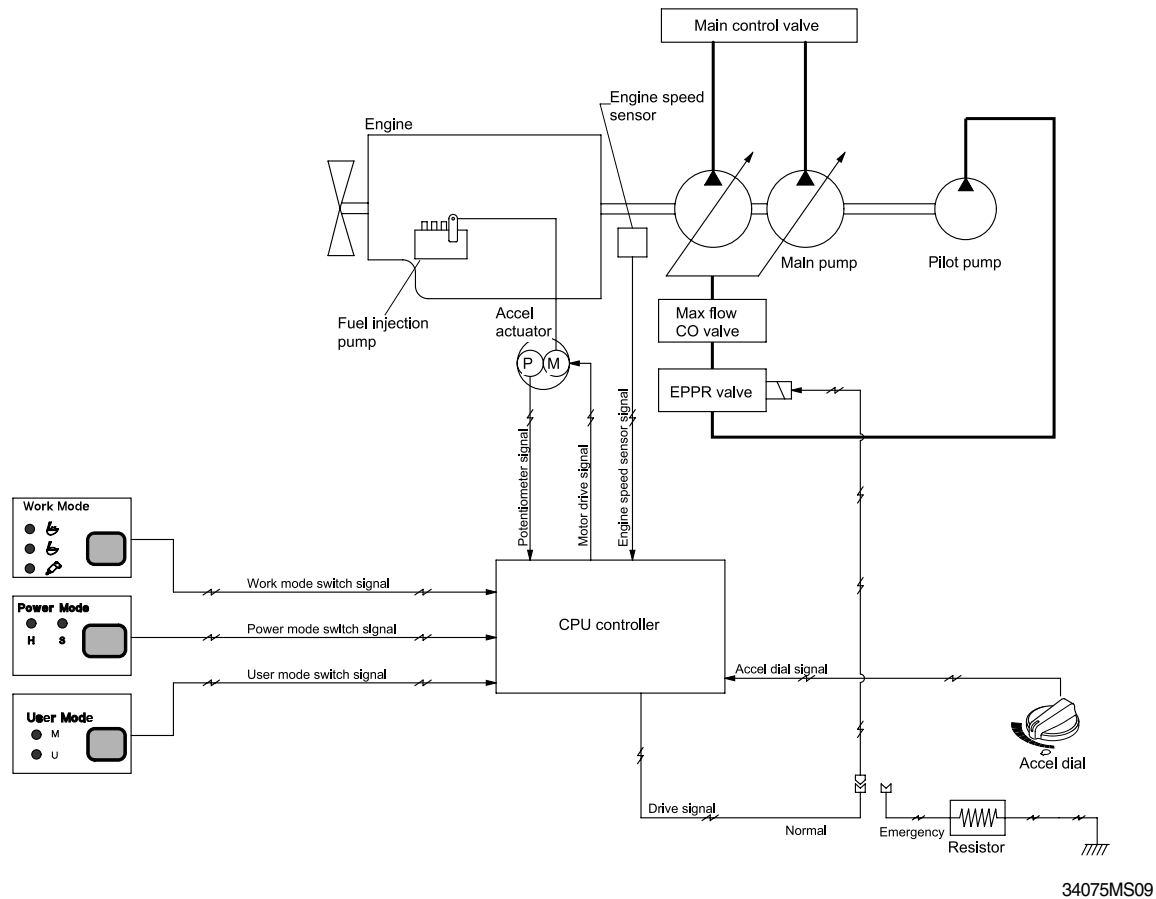 Main control valve
Engine speed
sensor
Engine
Main pump
Pilot pump
Fuel injection
pump
Accel
actuator
Max flow
CO valve
P
M
EPPR valve
Potentiometer signal
Motor drive signal
Engine speed sensor signal
Work Mode
Work mode switch signal
Power Mode
H
S
Power mode switch signal
CPU controller
User mode switch signal
Accel dial signal
User Mode
M
U
Accel dial
Drive signal
Normal
Emergency
Resistor
34075MS09